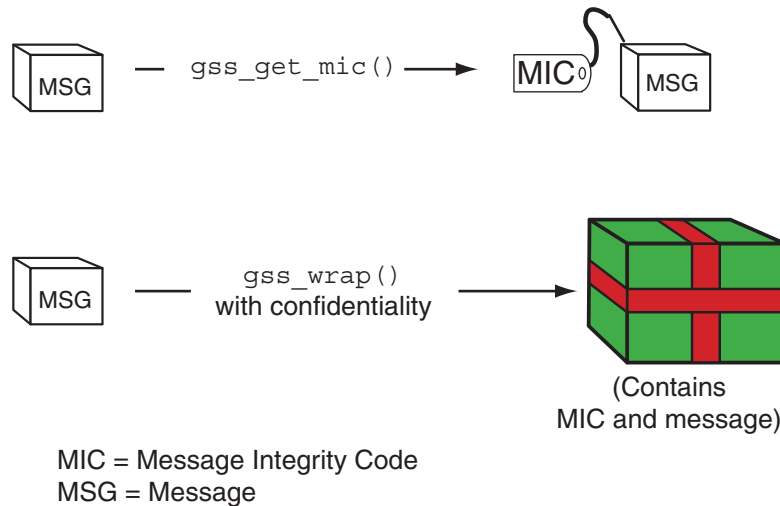 MSG
gss_get_mic()
MIC
MSG
MSG
gss_wrap()
with confidentiality
(Contains
MIC and message)
MIC = Message Integrity Code
MSG = Message